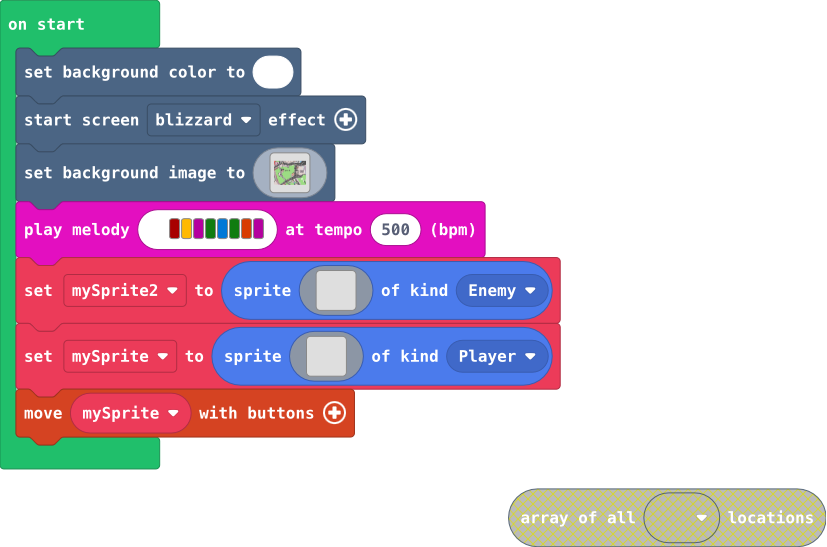 on start
set background color to
start screen blizzard effect
set background image to
play melody at tempo 500 (bpm)
set mySprite2 to sprite of kind Enemy
set mySprite to sprite of kind Player
move mySprite with buttons
array of all locations